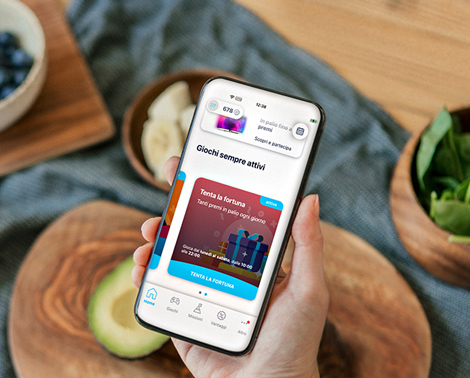 12:38
678
In palio fino a
premi
Scopri e partecipa
Giochi sempre attivi
ATTIVO
Tenta la fortuna
Tanti premi in palio ogni giorno
Gioca dal lunedì al sabato, dalle 10:00
alle 22:00
TENTA LA FORTUNA
Home
Giochi
Missioni
Vantaggi
Altro